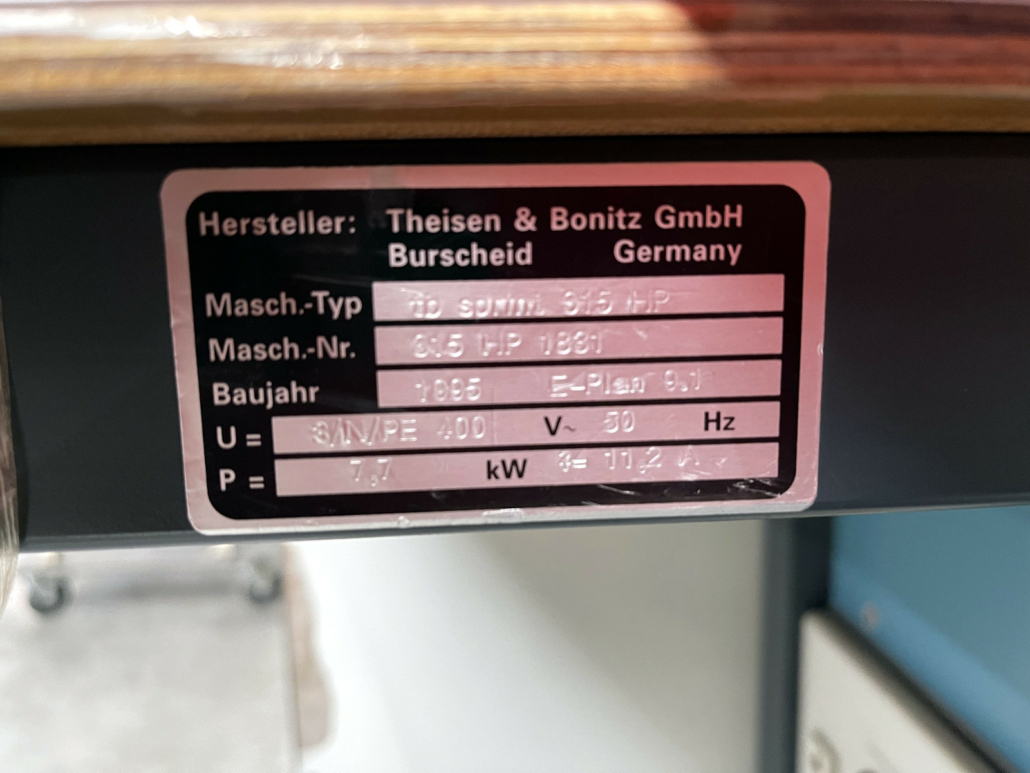 Hersteller: Theisen & Bonitz GmbH
Burscheid Germany
Masch.-Typ tb sprint 315 HP
Masch.-Nr. 315 HP 1831
Baujahr 1995 E-Plan 9.1
U = 3/N/PE 400 V~ 50 Hz
P = 7,7 kW = 11,2 A